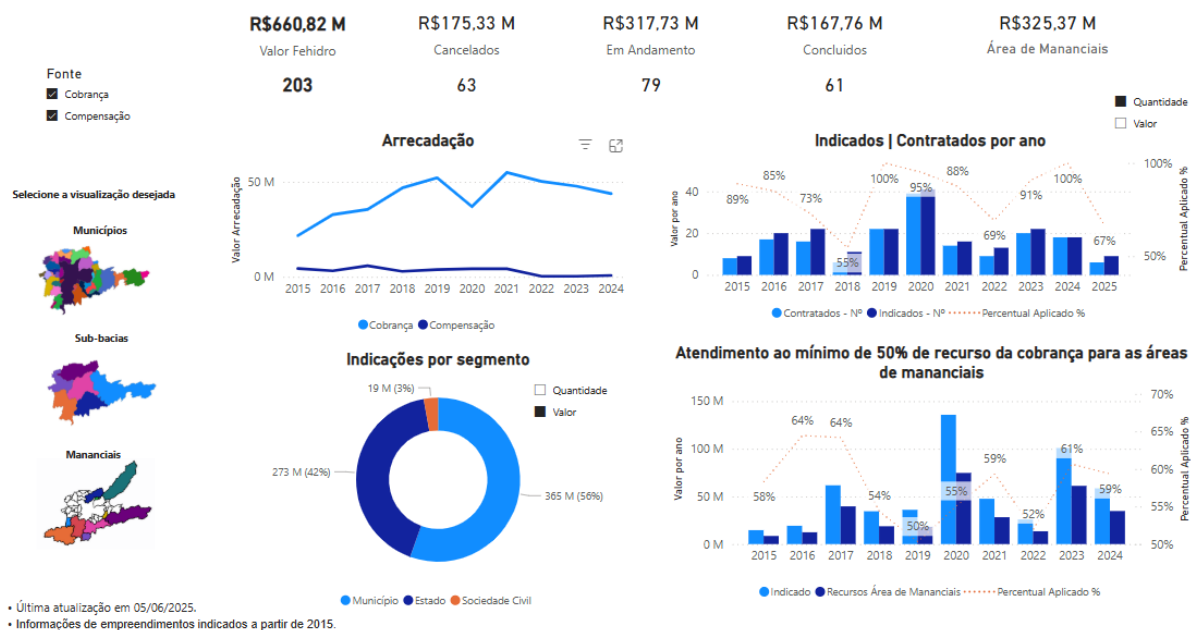 R$660,82 M
Valor Fehidro
203
R$175,33 M
Cancelados
63
R$317,73 M
Em Andamento
79
R$167,76 M
Concluidos
61
R$325,37 M
Área de Mananciais
Fonte
Cobrança
Compensação
Selecione a visualização desejada
Municípios
Sub-bacias
Mananciais
Arrecadação
Valor Arrecadação
50 M
0 M
2015 2016 2017 2018 2019 2020 2021 2022 2023 2024
Cobrança Compensação
Quantidade
Valor
Indicados | Contratados por ano
Valor por ano
40
20
0
89% 85% 73% 55% 100% 95% 88% 69% 91% 100% 67%
100%
50%
Percentual Aplicado %
2015 2016 2017 2018 2019 2020 2021 2022 2023 2024 2025
Contratados - Nº Indicados - Nº Percentual Aplicado %
Indicações por segmento
Quantidade
Valor
19 M (3%)
273 M (42%)
365 M (56%)
Município Estado Sociedade Civil
Atendimento ao mínimo de 50% de recurso da cobrança para as áreas
de mananciais
Valor por ano
150 M
100 M
50 M
0 M
58% 64% 64% 54% 50% 55% 59% 52% 61% 59%
70%
65%
60%
55%
50%
Percentual Aplicado %
2015 2016 2017 2018 2019 2020 2021 2022 2023 2024
Indicado Recursos Área de Mananciais Percentual Aplicado %
• Última atualização em 05/06/2025.
• Informações de empreendimentos indicados a partir de 2015.